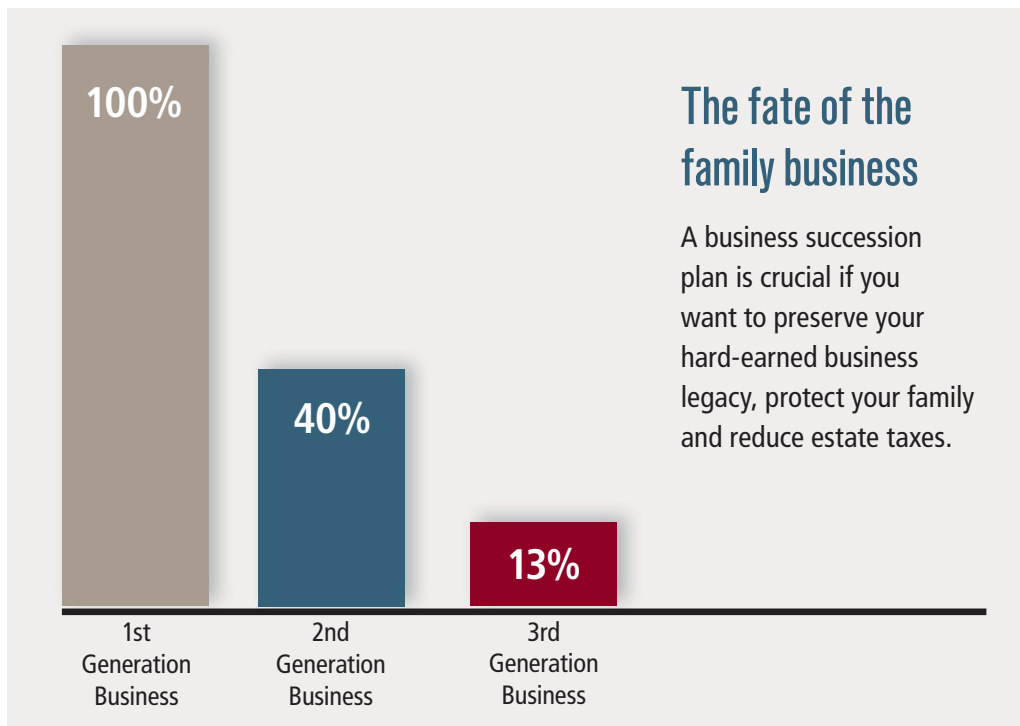 100%
40%
13%
The fate of the
family business
A business succession
plan is crucial if you
want to preserve your
hard-earned business
legacy, protect your family
and reduce estate taxes.
1st
Generation
Business
2nd
Generation
Business
3rd
Generation
Business